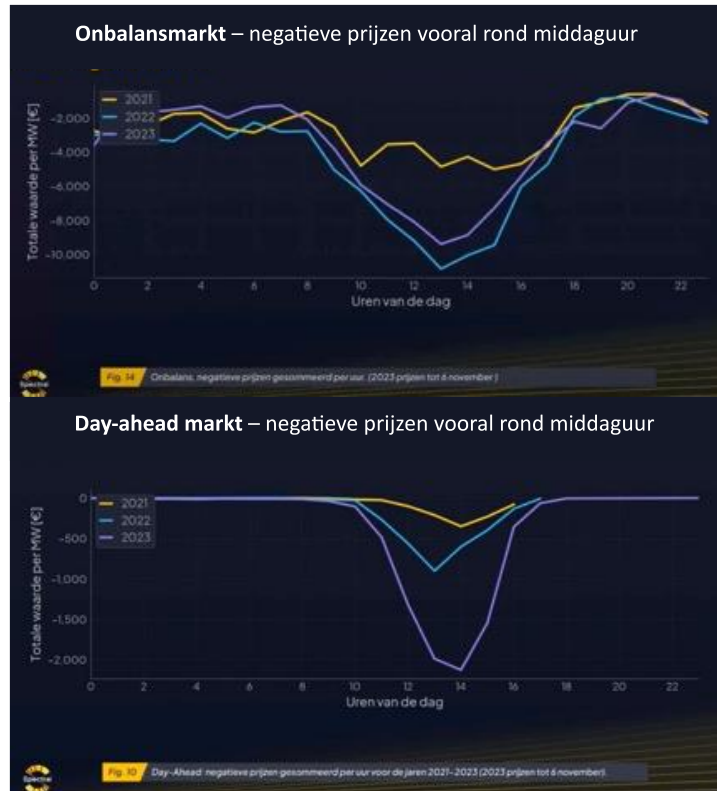 Onbalansmarkt – negatieve prijzen vooral rond middaguur
2021
2022
2023
Totale waarde per MW [€]
-2.000
-4.000
-6.000
-8.000
-10.000
0 2 4 6 8 10 12 14 16 18 20 22
Uren van de dag
Spectral
Fig. 14 Onbalans: negatieve prijzen gesommeerd per uur. (2023 prijzen tot 6 november )
Day-ahead markt – negatieve prijzen vooral rond middaguur
2021
2022
2023
Totale waarde per MW [€]
0
-500
-1.000
-1.500
-2.000
0 2 4 6 8 10 12 14 16 18 20 22
Uren van de dag
Spectral
Fig. 10 Day-Ahead: negatieve prijzen gesommeerd per uur voor de jaren 2021-2023 (2023 prijzen tot 6 november).